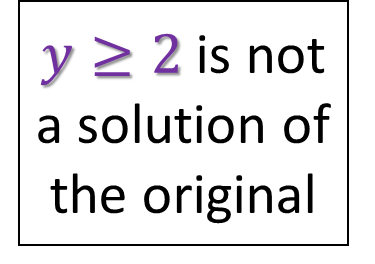 y ≥ 2 is not
a solution of
the original